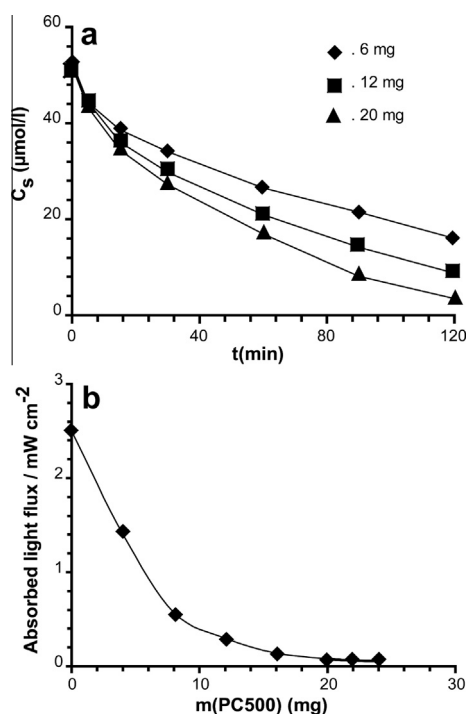 a
60
40
20
0
C_s (μmol/l)
. 6 mg
. 12 mg
. 20 mg
0 40 80 120
t(min)
b
3
2
1
0
Absorbed light flux / mW cm⁻²
0 10 20 30
m(PC500) (mg)